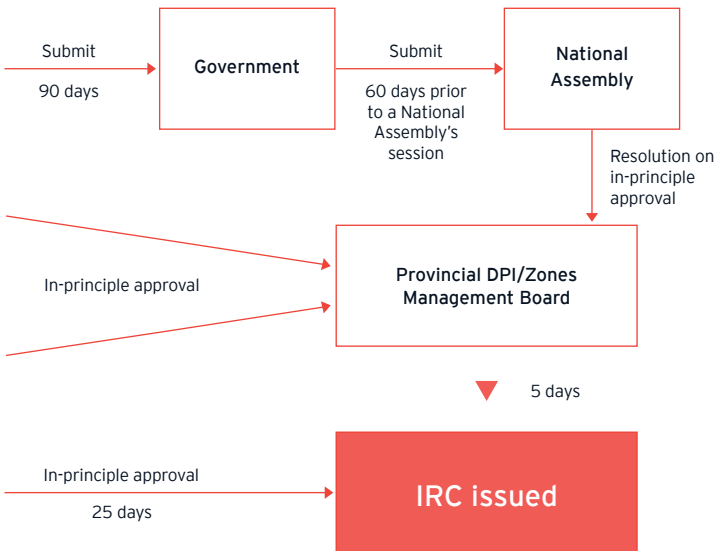 Submit
90 days
Government
Submit
60 days prior
to a National
Assembly's
session
National
Assembly
Resolution on
in-principle
approval
In-principle approval
Provincial DPI/Zones
Management Board
5 days
In-principle approval
25 days
IRC issued